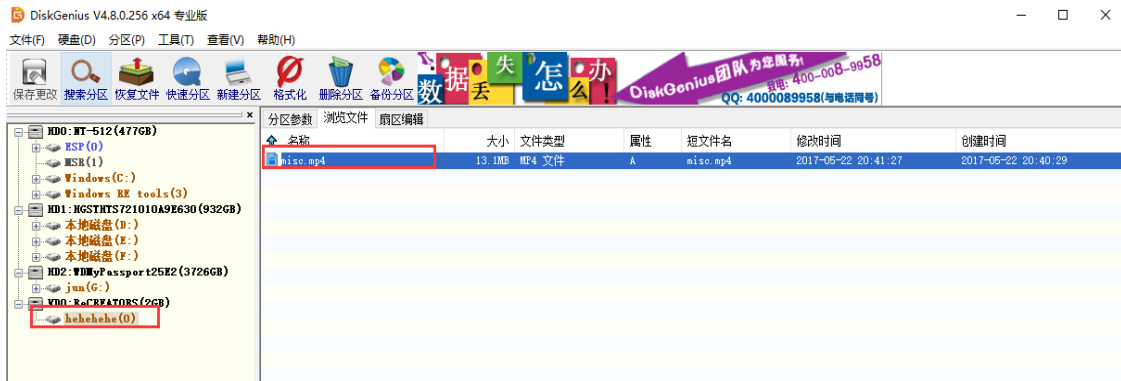 DiskGenius V4.8.0.256 x64 专业版
文件(F) 硬盘(D) 分区(P) 工具(T) 查看(V) 帮助(H)
保存更改 搜索分区 恢复文件 快速分区 新建分区 格式化 删除分区 备份分区
数据丢失怎么办!
DiskGenius团队为您服务!
致电: 400-008-9958
QQ: 4000089958(与电话同号)
分区参数 浏览文件 扇区编辑
名称 大小 文件类型 属性 短文件名 修改时间 创建时间
misc.mp4 13.1MB MP4 文件 A misc.mp4 2017-05-22 20:41:27 2017-05-22 20:40:29
HD0:NT-512(477GB)
ESP(0)
MSR(1)
Windows(C:)
Windows RE tools(3)
HD1:HGSTHTS721010A9E630(932GB)
本地磁盘(D:)
本地磁盘(E:)
本地磁盘(F:)
HD2:WDMyPassport25E2(3726GB)
jun(G:)
VD0:ReCREATORS(2GB)
hehehehe(0)